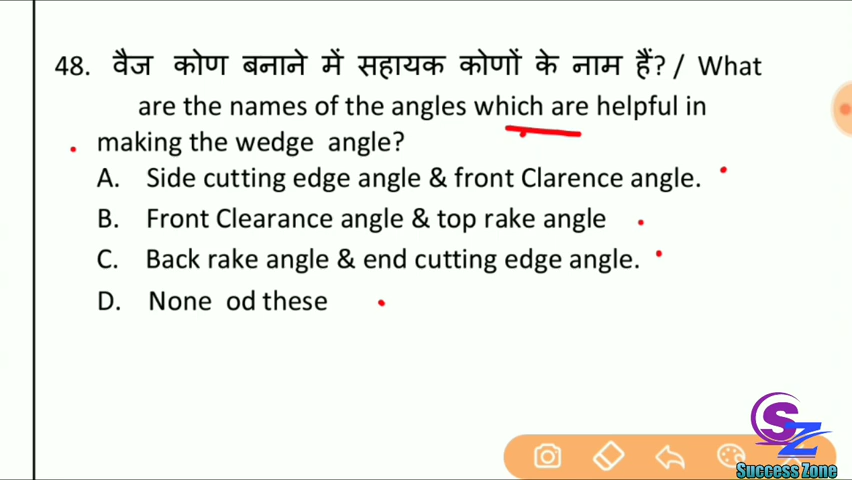 48. वैज कोण बनाने में सहायक कोणों के नाम हैं? / What
are the names of the angles which are helpful in
making the wedge angle?
A. Side cutting edge angle & front Clarence angle.
B. Front Clearance angle & top rake angle
C. Back rake angle & end cutting edge angle.
D. None od these
SZ
Success Zone